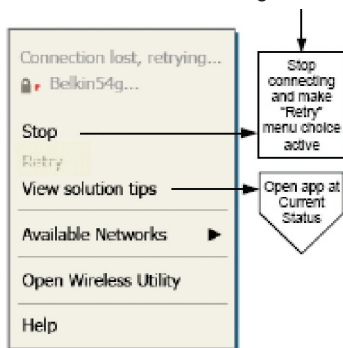 Connection lost, retrying...
Belkin54g...
Stop
Retry
View solution tips
Available Networks
Open Wireless Utility
Help
Stop
connecting
and make
"Retry"
menu choice
active
Open app at
Current
Status